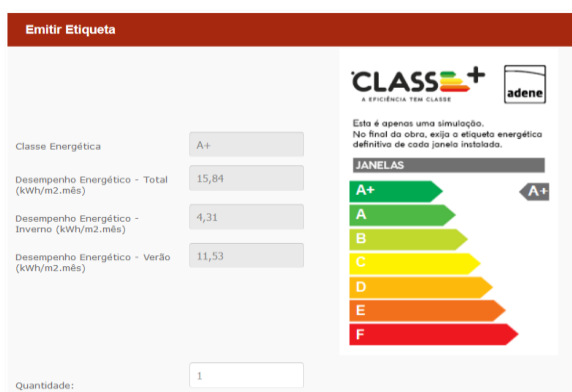 Emitir Etiqueta
CLASSE+
A EFICIÊNCIA TEM CLASSE
adene
Esta é apenas uma simulação.
No final da obra, exija a etiqueta energética
definitiva de cada janela instalada.
JANELAS
Classe Energética
A+
Desempenho Energético - Total
(kWh/m2.mês)
15,84
Desempenho Energético -
Inverno (kWh/m2.mês)
4,31
Desempenho Energético - Verão
(kWh/m2.mês)
11,53
A+
A+
A
B
C
D
E
F
Quantidade:
1